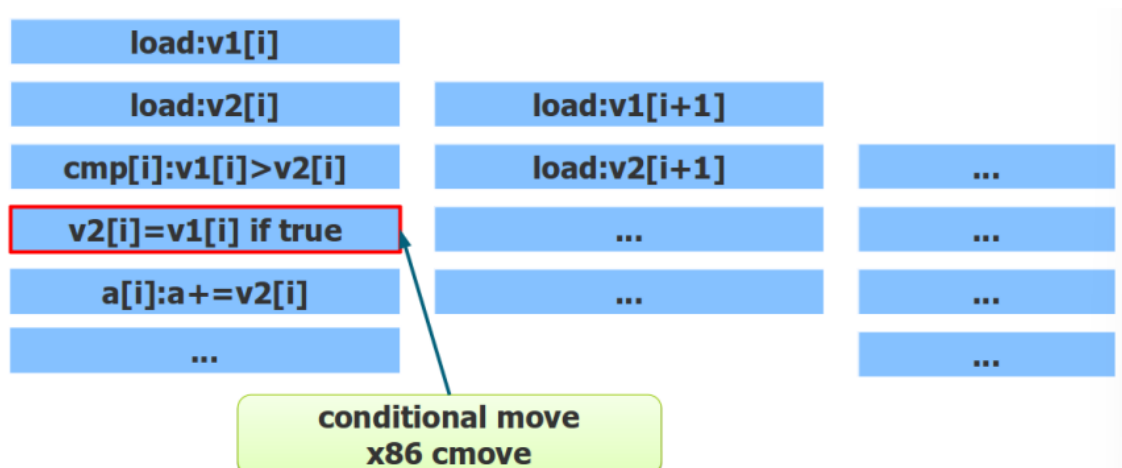 load:v1[i]
load:v2[i] load:v1[i+1]
cmp[i]:v1[i]>v2[i] load:v2[i+1] ...
v2[i]=v1[i] if true ... ...
a[i]:a+=v2[i] ... ...
... ...
conditional move
x86 cmove